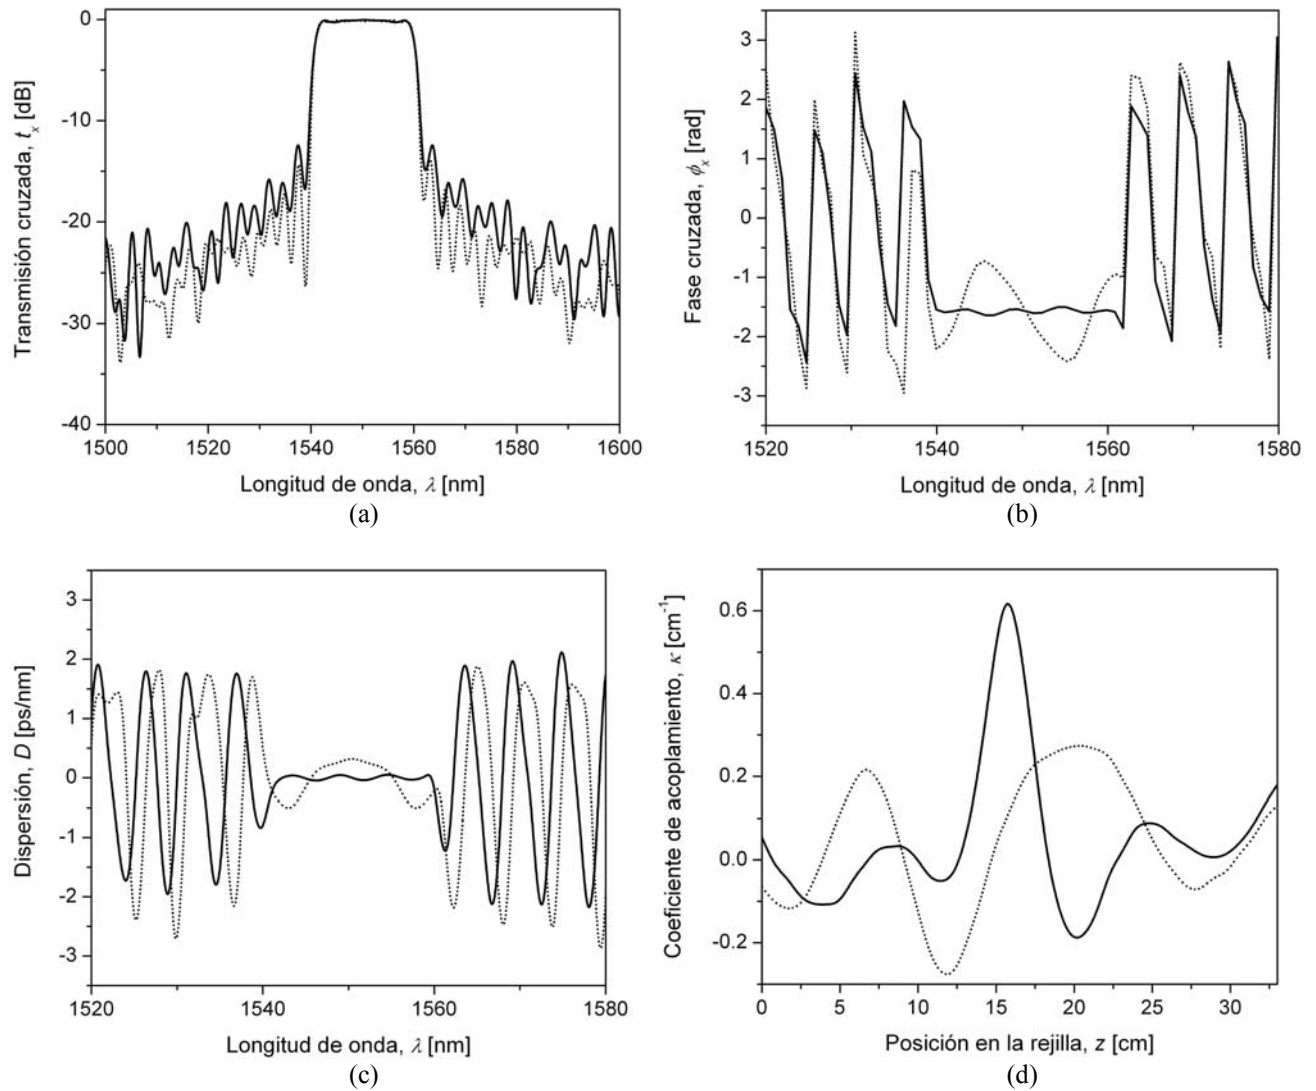 0
-10
-20
-30
-40
1500 1520 1540 1560 1580 1600
Transmisión cruzada, t_x [dB]
Longitud de onda, λ [nm]
(a)
3
2
1
0
-1
-2
-3
1520 1540 1560 1580
Fase cruzada, ϕ_x [rad]
Longitud de onda, λ [nm]
(b)
3
2
1
0
-1
-2
-3
1520 1540 1560 1580
Dispersión, D [ps/nm]
Longitud de onda, λ [nm]
(c)
0.6
0.4
0.2
0.0
-0.2
0 5 10 15 20 25 30
Coeficiente de acoplamiento, κ [cm⁻¹]
Posición en la rejilla, z [cm]
(d)